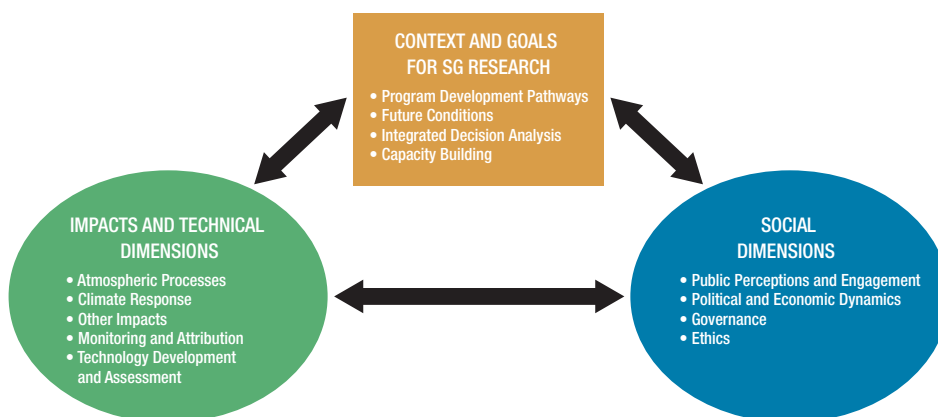 CONTEXT AND GOALS
FOR SG RESEARCH
• Program Development Pathways
• Future Conditions
• Integrated Decision Analysis
• Capacity Building
IMPACTS AND TECHNICAL
DIMENSIONS
• Atmospheric Processes
• Climate Response
• Other Impacts
• Monitoring and Attribution
• Technology Development
and Assessment
SOCIAL
DIMENSIONS
• Public Perceptions and Engagement
• Political and Economic Dynamics
• Governance
• Ethics